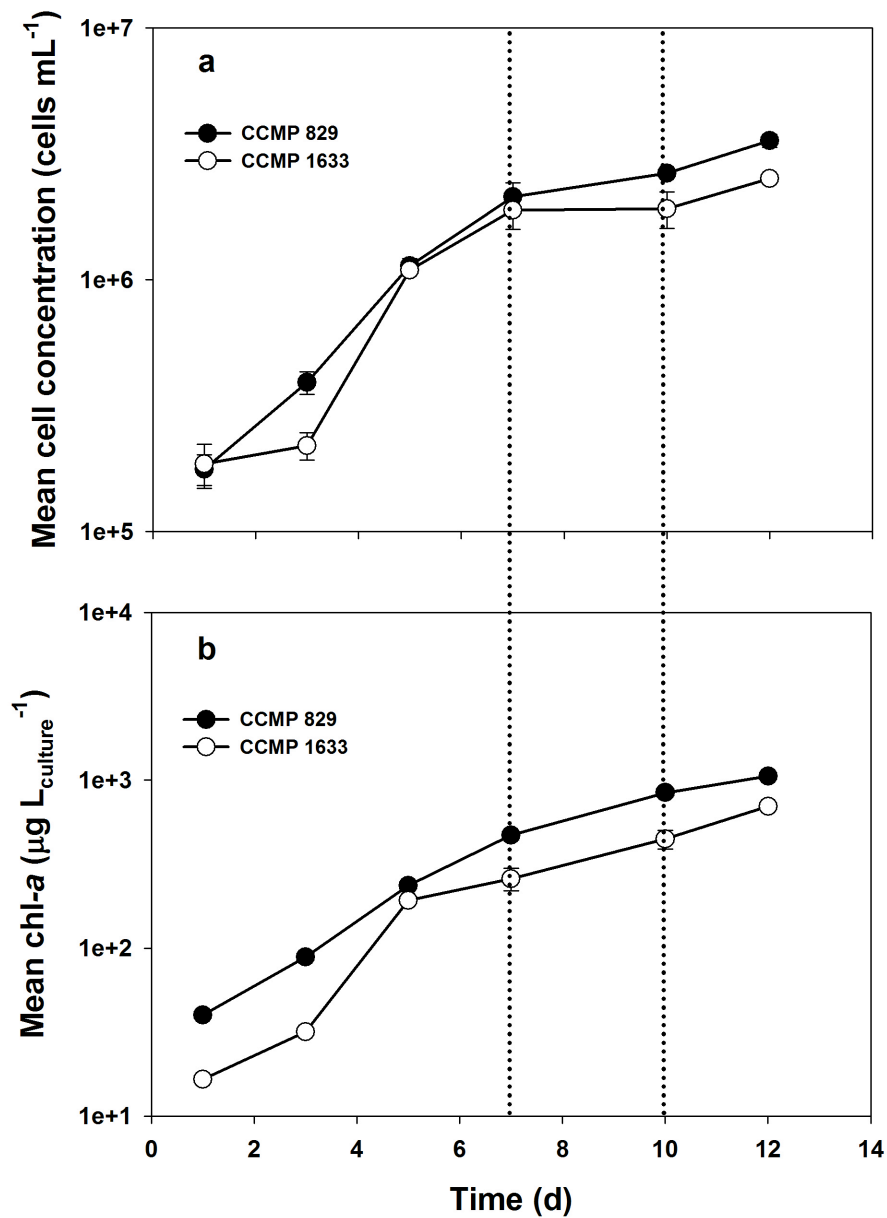 a
Mean cell concentration (cells mL⁻¹)
1e+7
1e+6
1e+5
CCMP 829
CCMP 1633
b
Mean chl-a (μg L_culture⁻¹)
1e+4
1e+3
1e+2
1e+1
CCMP 829
CCMP 1633
0 2 4 6 8 10 12 14
Time (d)